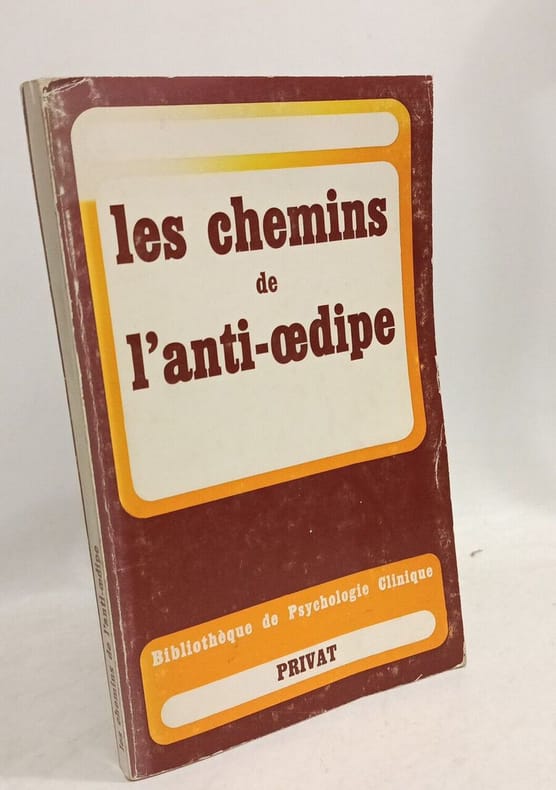 les chemins
de
l'anti-œdipe
Bibliothèque de Psychologie Clinique
PRIVAT
les chemins de l'anti-œdipe